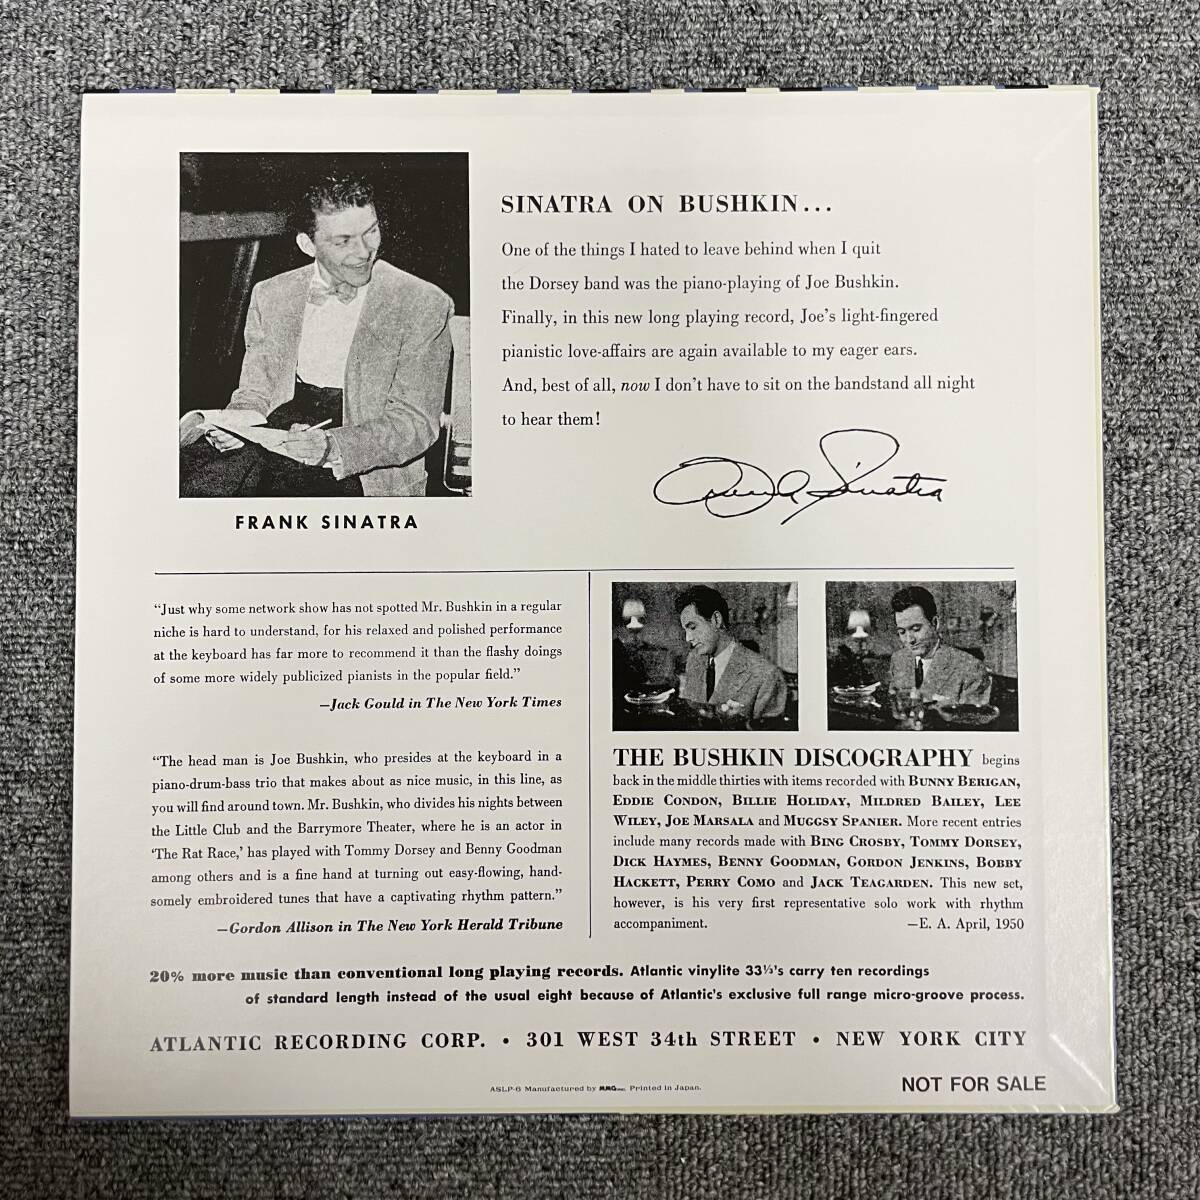 SINATRA ON BUSHKIN...
One of the things I hated to leave behind when I quit
the Dorsey band was the piano-playing of Joe Bushkin.
Finally, in this new long playing record, Joe's light-fingered
pianistic love-affairs are again available to my eager ears.
And, best of all, now I don't have to sit on the bandstand all night
to hear them!
Frank Sinatra
FRANK SINATRA
“Just why some network show has not spotted Mr. Bushkin in a regular
niche is hard to understand, for his relaxed and polished performance
at the keyboard has far more to recommend it than the flashy doings
of some more widely publicized pianists in the popular field.”
—Jack Gould in The New York Times
“The head man is Joe Bushkin, who presides at the keyboard in a
piano-drum-bass trio that makes about as nice music, in this line, as
you will find around town. Mr. Bushkin, who divides his nights between
the Little Club and the Barrymore Theater, where he is an actor in
‘The Rat Race,’ has played with Tommy Dorsey and Benny Goodman
among others and is a fine hand at turning out easy-flowing, hand-
somely embroidered tunes that have a captivating rhythm pattern.”
—Gordon Allison in The New York Herald Tribune
THE BUSHKIN DISCOGRAPHY begins
back in the middle thirties with items recorded with BUNNY BERIGAN,
EDDIE CONDON, BILLIE HOLIDAY, MILDRED BAILEY, LEE
WILEY, JOE MARSALA and MUGGSY SPANIER. More recent entries
include many records made with BING CROSBY, TOMMY DORSEY,
DICK HAYMES, BENNY GOODMAN, GORDON JENKINS, BOBBY
HACKETT, PERRY COMO and JACK TEAGARDEN. This new set,
however, is his very first representative solo work with rhythm
accompaniment. —E. A. April, 1950
20% more music than conventional long playing records. Atlantic vinylite 33⅓'s carry ten recordings
of standard length instead of the usual eight because of Atlantic's exclusive full range micro-groove process.
ATLANTIC RECORDING CORP. • 301 WEST 34th STREET • NEW YORK CITY
ASLP-6 Manufactured by MMG INC. Printed in Japan.
NOT FOR SALE